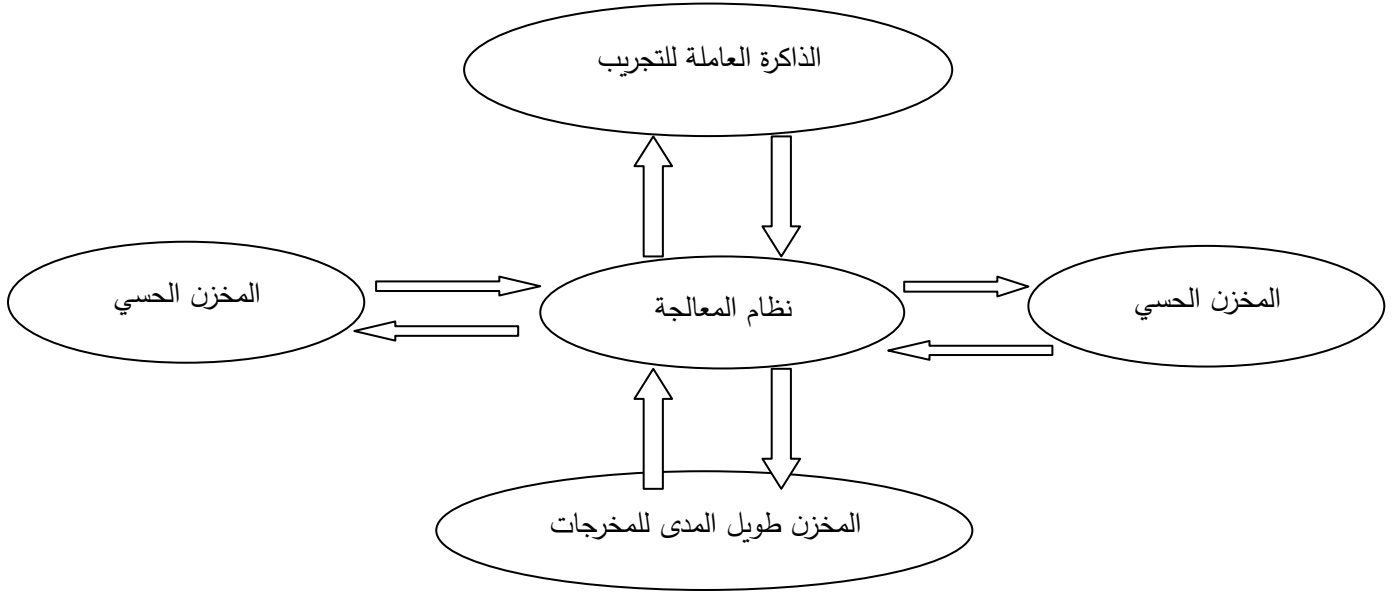 الذاكرة العاملة للتجريب
المخزن الحسي
نظام المعالجة
المخزن الحسي
المخزن طويل المدى للمخرجات